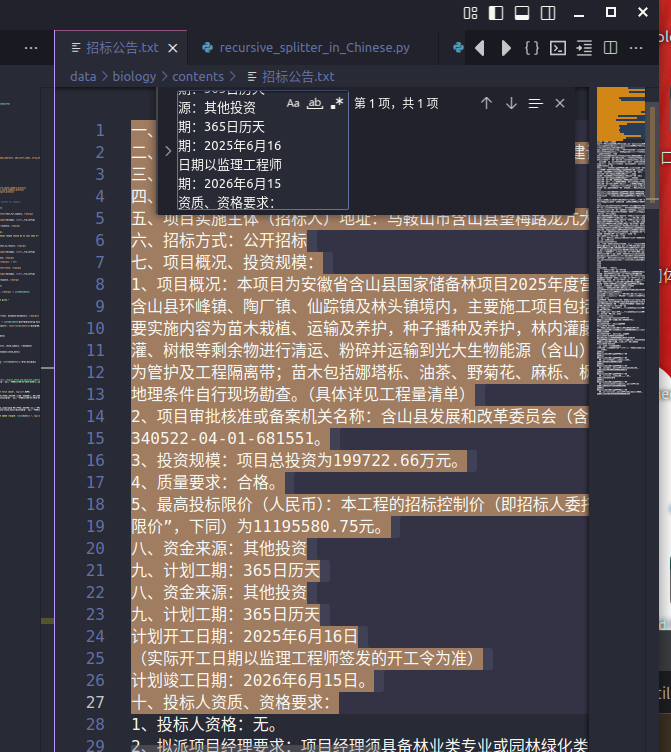 招标公告.txt
recursive_splitter_in_Chinese.py
data > biology > contents > 招标公告.txt
源：其他投资
期：365日历天
期：2025年6月16
日期以监理工程师
期：2026年6月15
资质、资格要求：
Aa ab
第 1 项，共 1 项
1 一、
2 二、
3 三、
4 四、
5 五、项目实施主体（招标人）地址：马鞍山市含山县望梅路龙亢大
6 六、招标方式：公开招标
7 七、项目概况、投资规模：
8 1、项目概况：本项目为安徽省含山县国家储备林项目2025年度营
9 含山县环峰镇、陶厂镇、仙踪镇及林头镇境内，主要施工项目包括
10 要实施内容为苗木栽植、运输及养护，种子播种及养护，林内灌
11 灌、树根等剩余物进行清运、粉碎并运输到光大生物能源（含山）
12 为管护及工程隔离带；苗木包括娜塔栎、油茶、野菊花、麻栎、枫
13 地理条件自行现场勘查。（具体详见工程量清单）
14 2、项目审批核准或备案机关名称：含山县发展和改革委员会（含
15 340522-04-01-681551。
16 3、投资规模：项目总投资为199722.66万元。
17 4、质量要求：合格。
18 5、最高投标限价（人民币）：本工程的招标控制价（即招标人委托
19 限价”，下同）为11195580.75元。
20 八、资金来源：其他投资
21 九、计划工期：365日历天
22 八、资金来源：其他投资
23 九、计划工期：365日历天
24 计划开工日期：2025年6月16日
25 （实际开工日期以监理工程师签发的开工令为准）
26 计划竣工日期：2026年6月15日。
27 十、投标人资质、资格要求：
28 1、投标人资格：无。
29 2、拟派项目经理要求：项目经理须具备林业类专业或园林绿化类